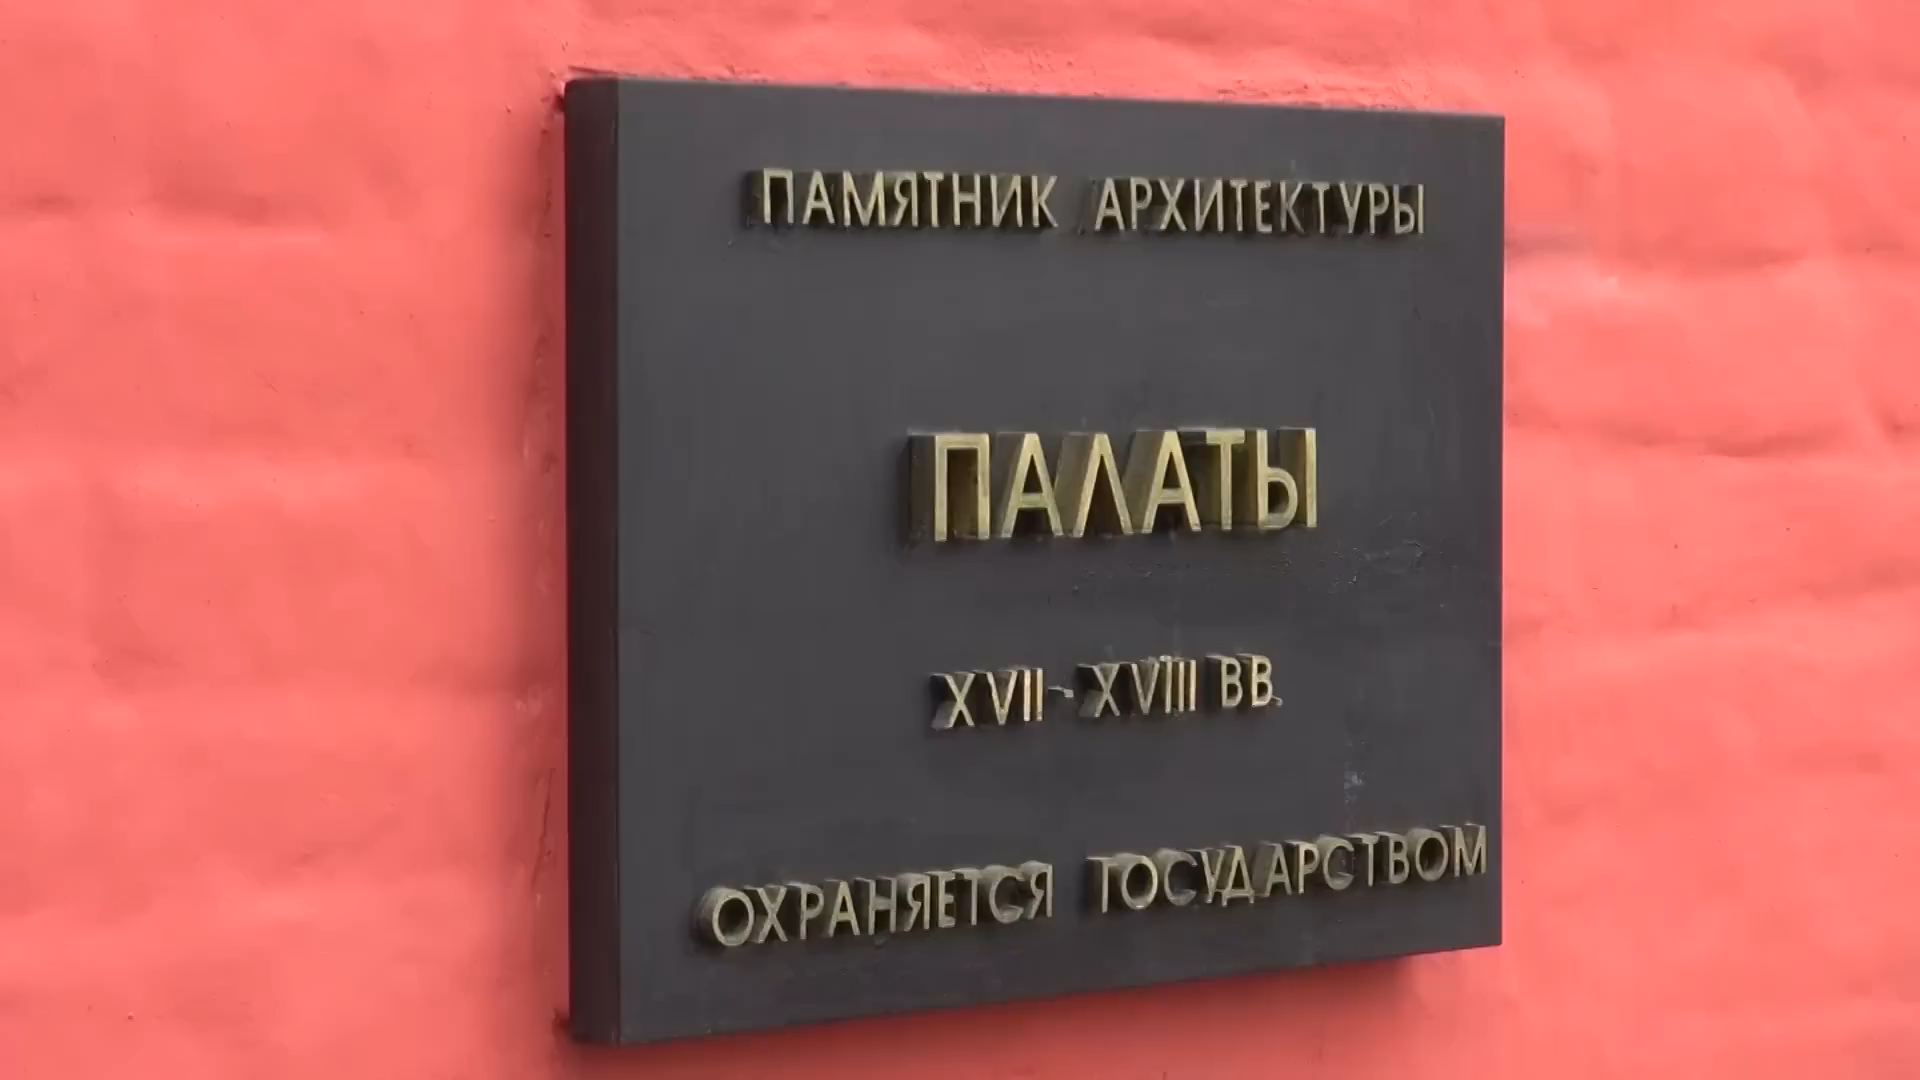 ПАМЯТНИК АРХИТЕКТУРЫ
ПАЛАТЫ
XVII-XVIII ВВ.
ОХРАНЯЕТСЯ ГОСУДАРСТВОМ